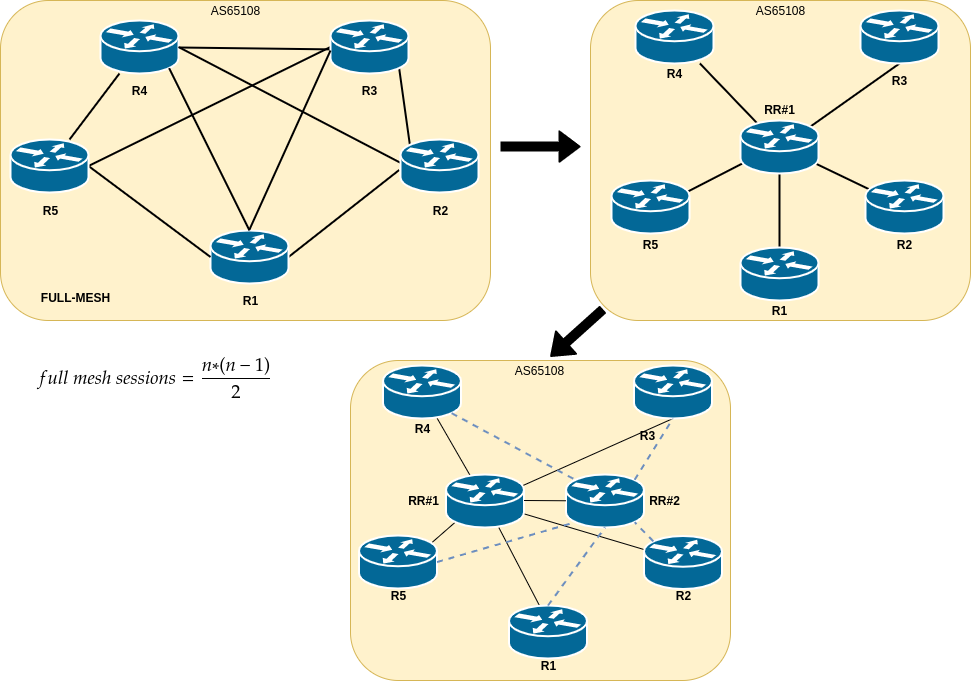 AS65108
R4
R3
R5
R2
R1
FULL-MESH
AS65108
R4
R3
RR#1
R5
R2
R1
full mesh sessions = n*(n − 1)
2
AS65108
R4
R3
RR#1
RR#2
R5
R2
R1